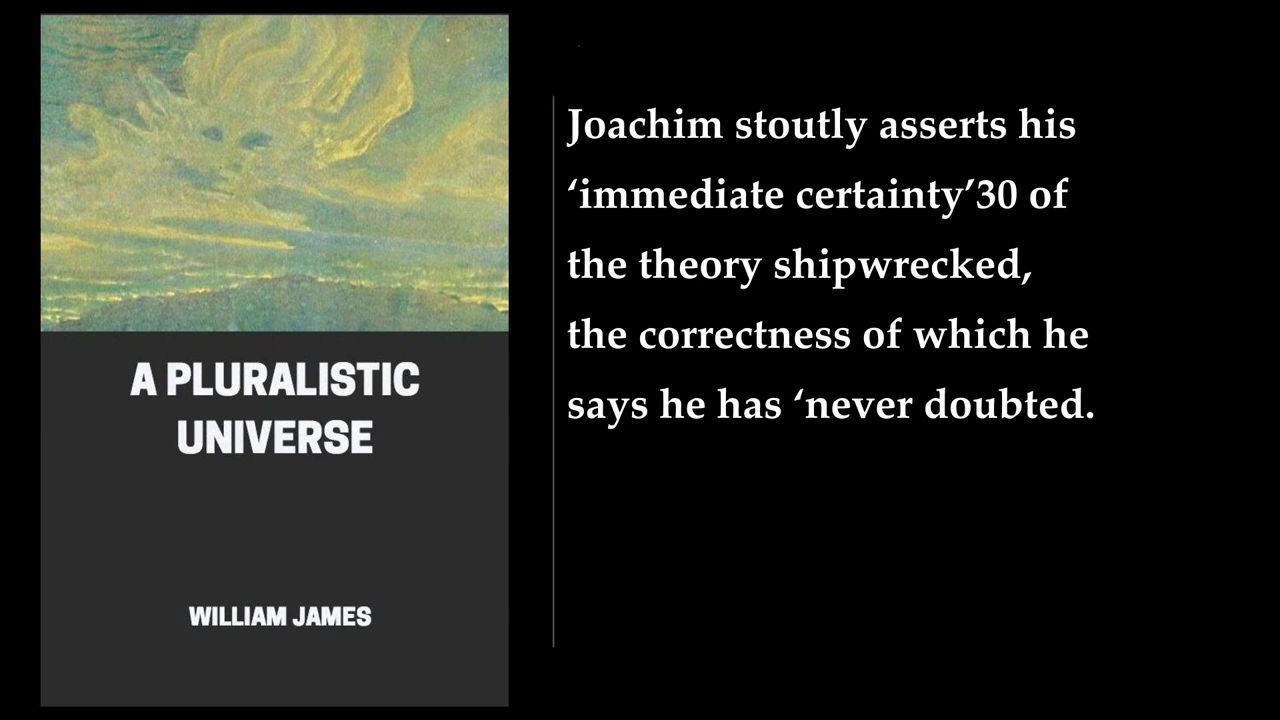 A PLURALISTIC
UNIVERSE
WILLIAM JAMES
Joachim stoutly asserts his
‘immediate certainty’30 of
the theory shipwrecked,
the correctness of which he
says he has ‘never doubted.